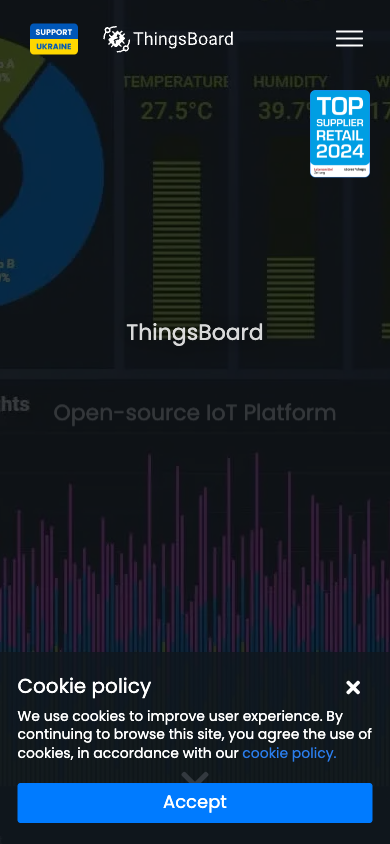 SUPPORT
UKRAINE
ThingsBoard
TEMPERATURE
HUMIDITY
27.5°C
39.7
TOP
SUPPLIER
RETAIL
2024
ThingsBoard
Open-source IoT Platform
Cookie policy
We use cookies to improve user experience. By
continuing to browse this site, you agree the use of
cookies, in accordance with our cookie policy.
Accept